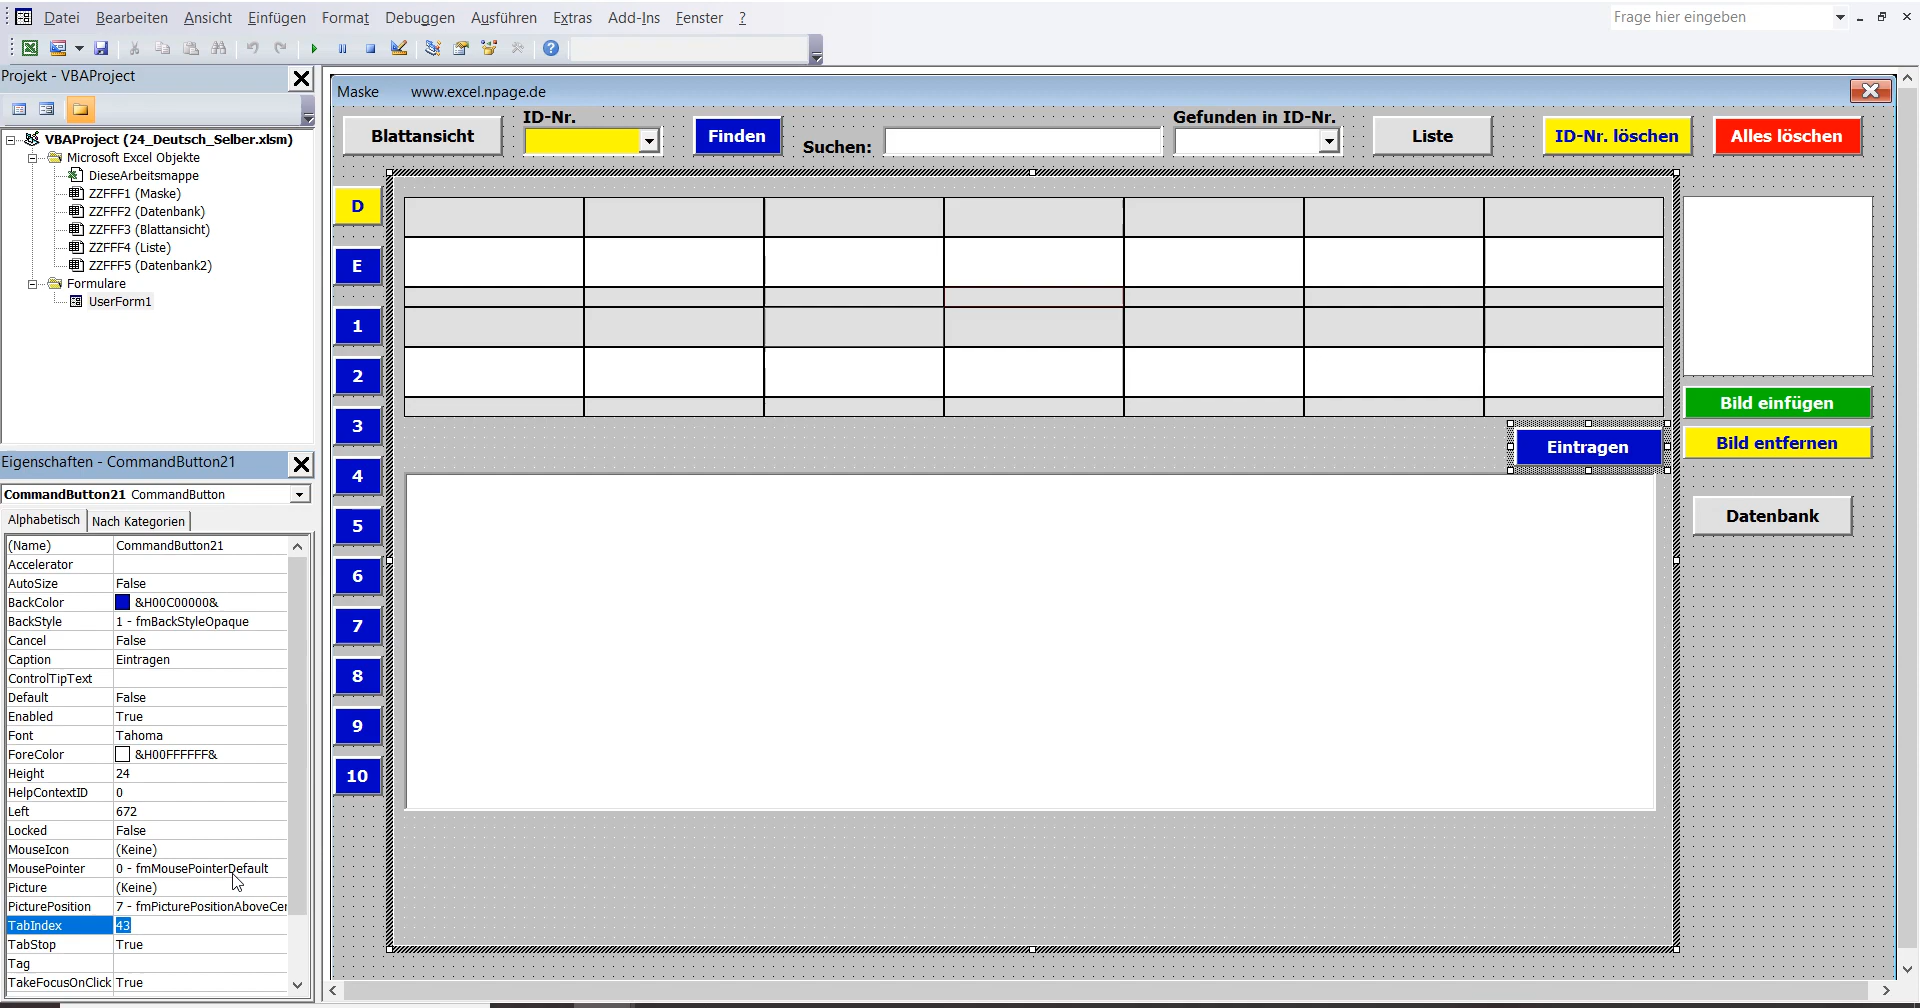 Datei Bearbeiten Ansicht Einfügen Format Debuggen Ausführen Extras Add-Ins Fenster ?
Frage hier eingeben
Projekt - VBAProject
VBAProject (24_Deutsch_Selber.xlsm)
Microsoft Excel Objekte
DieseArbeitsmappe
ZZFFF1 (Maske)
ZZFFF2 (Datenbank)
ZZFFF3 (Blattansicht)
ZZFFF4 (Liste)
ZZFFF5 (Datenbank2)
Formulare
UserForm1
Eigenschaften - CommandButton21
CommandButton21 CommandButton
Alphabetisch Nach Kategorien
(Name) CommandButton21
Accelerator
AutoSize False
BackColor &H00C00000&
BackStyle 1 - fmBackStyleOpaque
Cancel False
Caption Eintragen
ControlTipText
Default False
Enabled True
Font Tahoma
ForeColor &H00FFFFFF&
Height 24
HelpContextID 0
Left 672
Locked False
MouseIcon (Keine)
MousePointer 0 - fmMousePointerDefault
Picture (Keine)
PicturePosition 7 - fmPicturePositionAboveCer
TabIndex 43
TabStop True
Tag
TakeFocusOnClick True
Maske www.excel.npage.de
Blattansicht
ID-Nr.
Finden
Suchen:
Gefunden in ID-Nr.
Liste
ID-Nr. löschen
Alles löschen
D
E
1
2
3
4
5
6
7
8
9
10
Eintragen
Bild einfügen
Bild entfernen
Datenbank